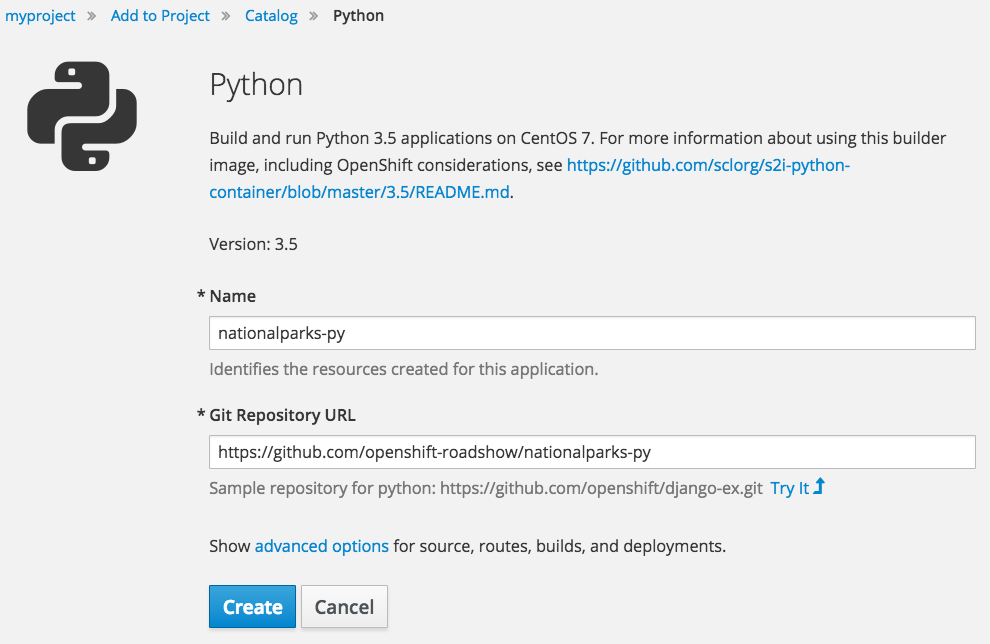 myproject » Add to Project » Catalog » Python
Python
Build and run Python 3.5 applications on CentOS 7. For more information about using this builder
image, including OpenShift considerations, see https://github.com/sclorg/s2i-python-
container/blob/master/3.5/README.md.
Version: 3.5
* Name
nationalparks-py
Identifies the resources created for this application.
* Git Repository URL
https://github.com/openshift-roadshow/nationalparks-py
Sample repository for python: https://github.com/openshift/django-ex.git Try It
Show advanced options for source, routes, builds, and deployments.
Create Cancel